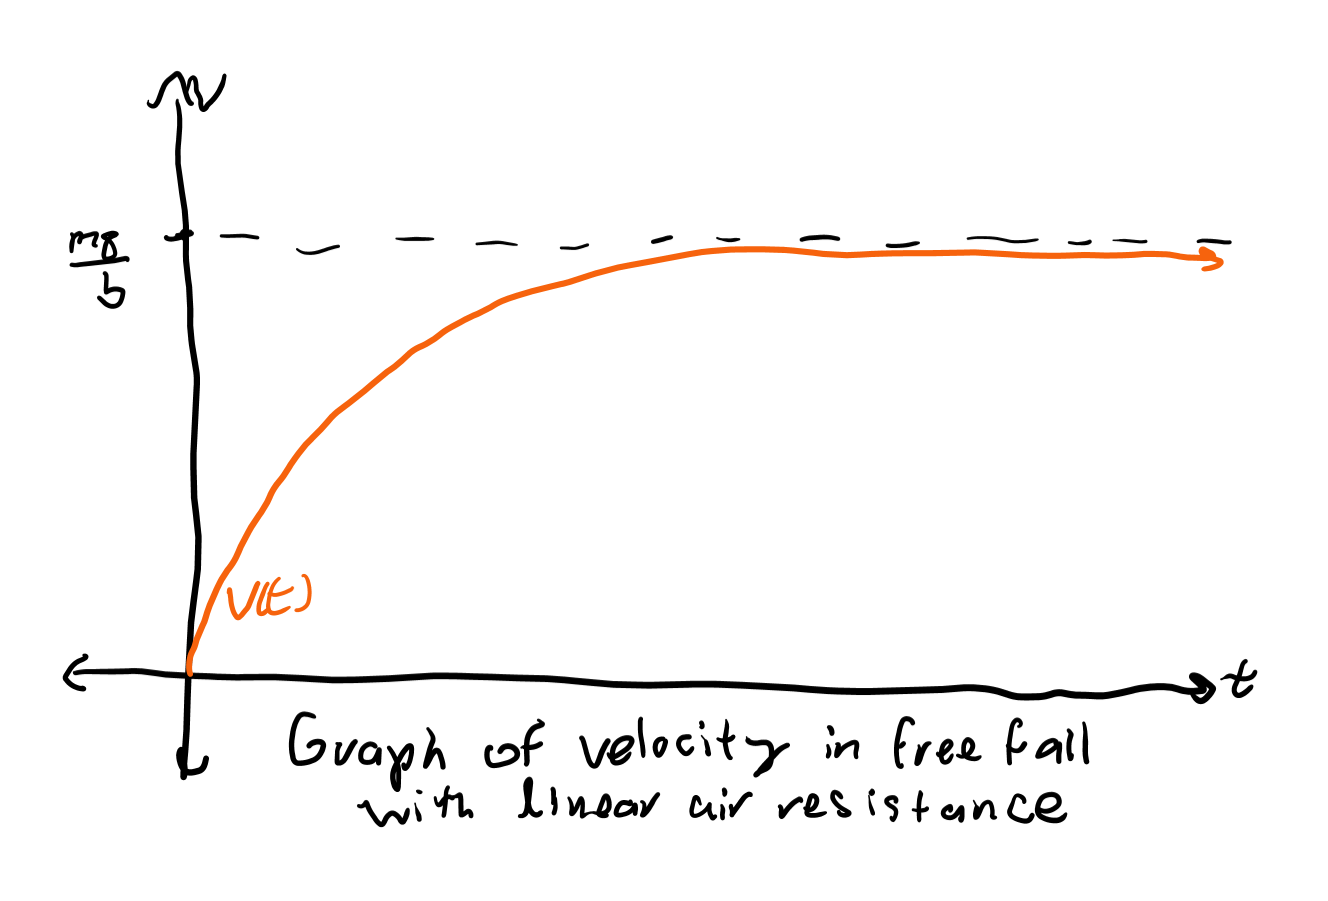 v
mg
b
v(t)
t
Graph of velocity in free fall
with linear air resistance